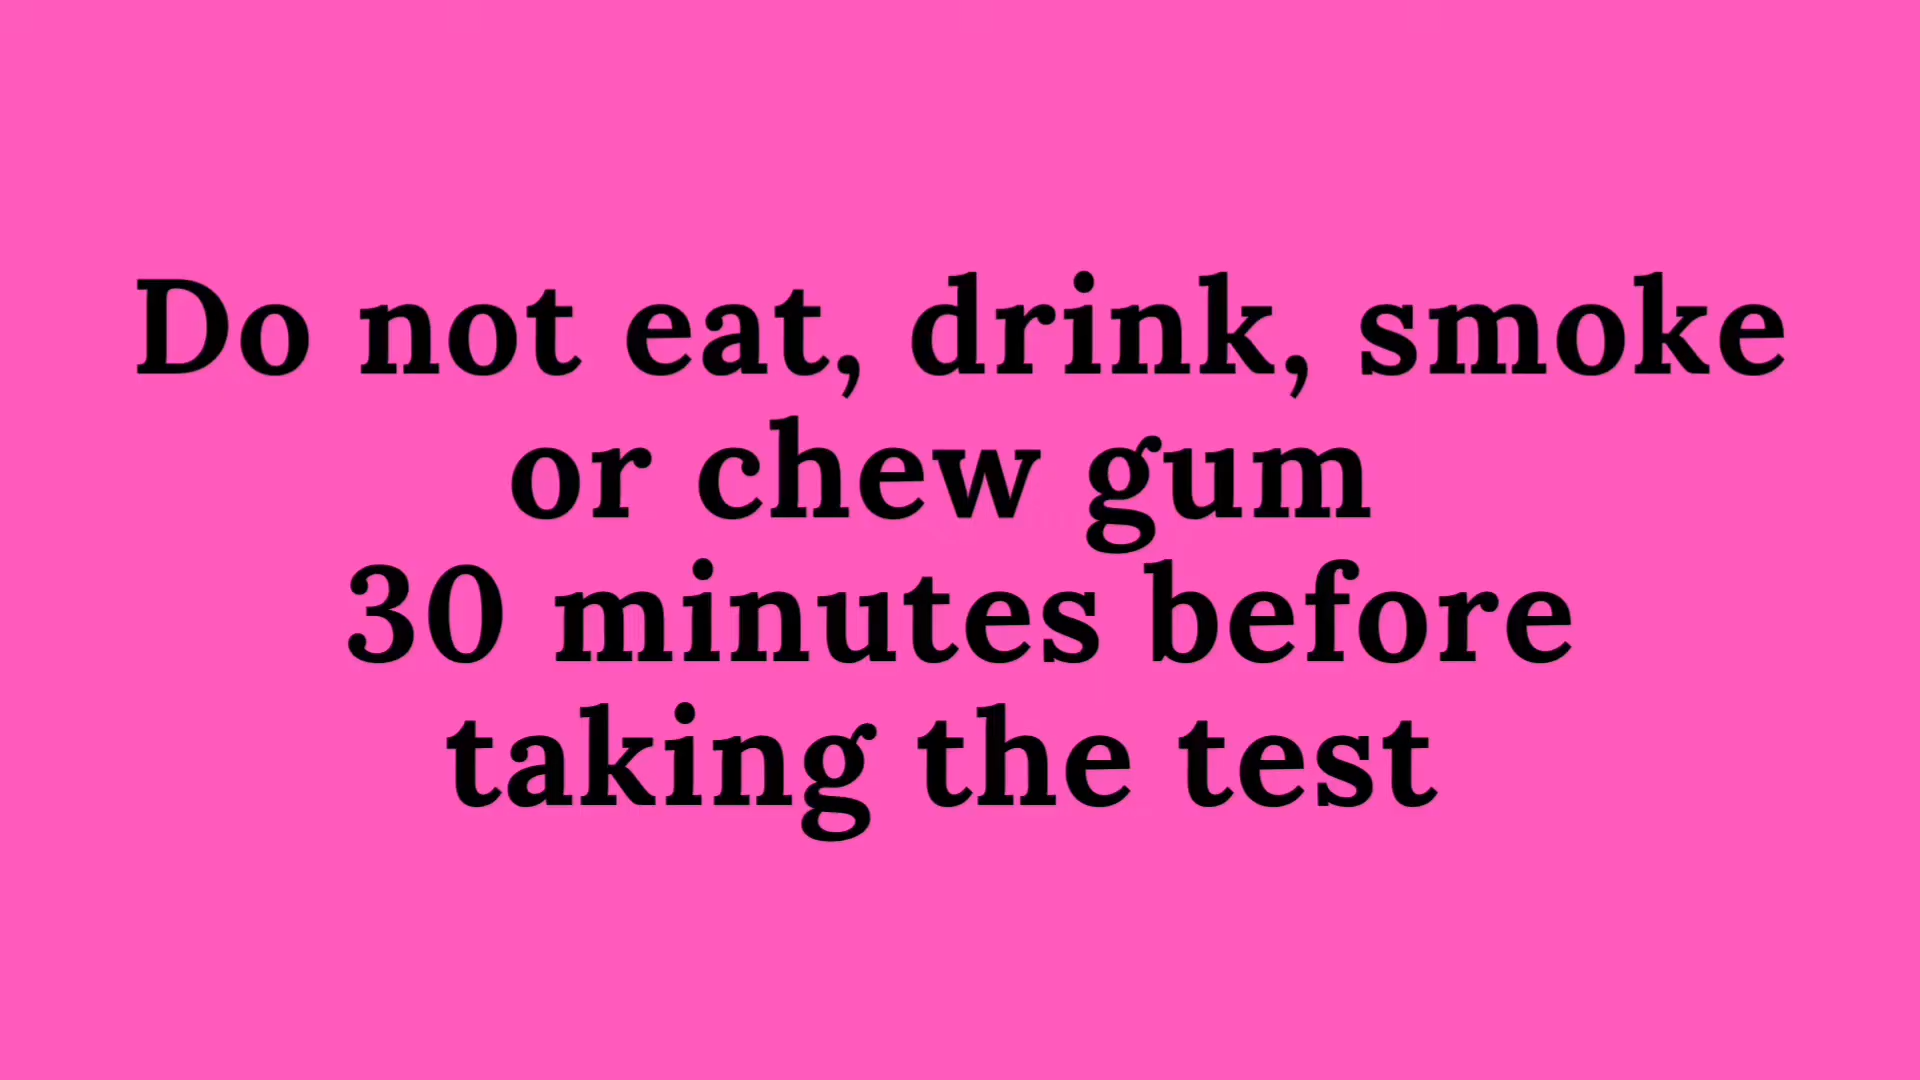 Do not eat, drink, smoke
or chew gum
30 minutes before
taking the test